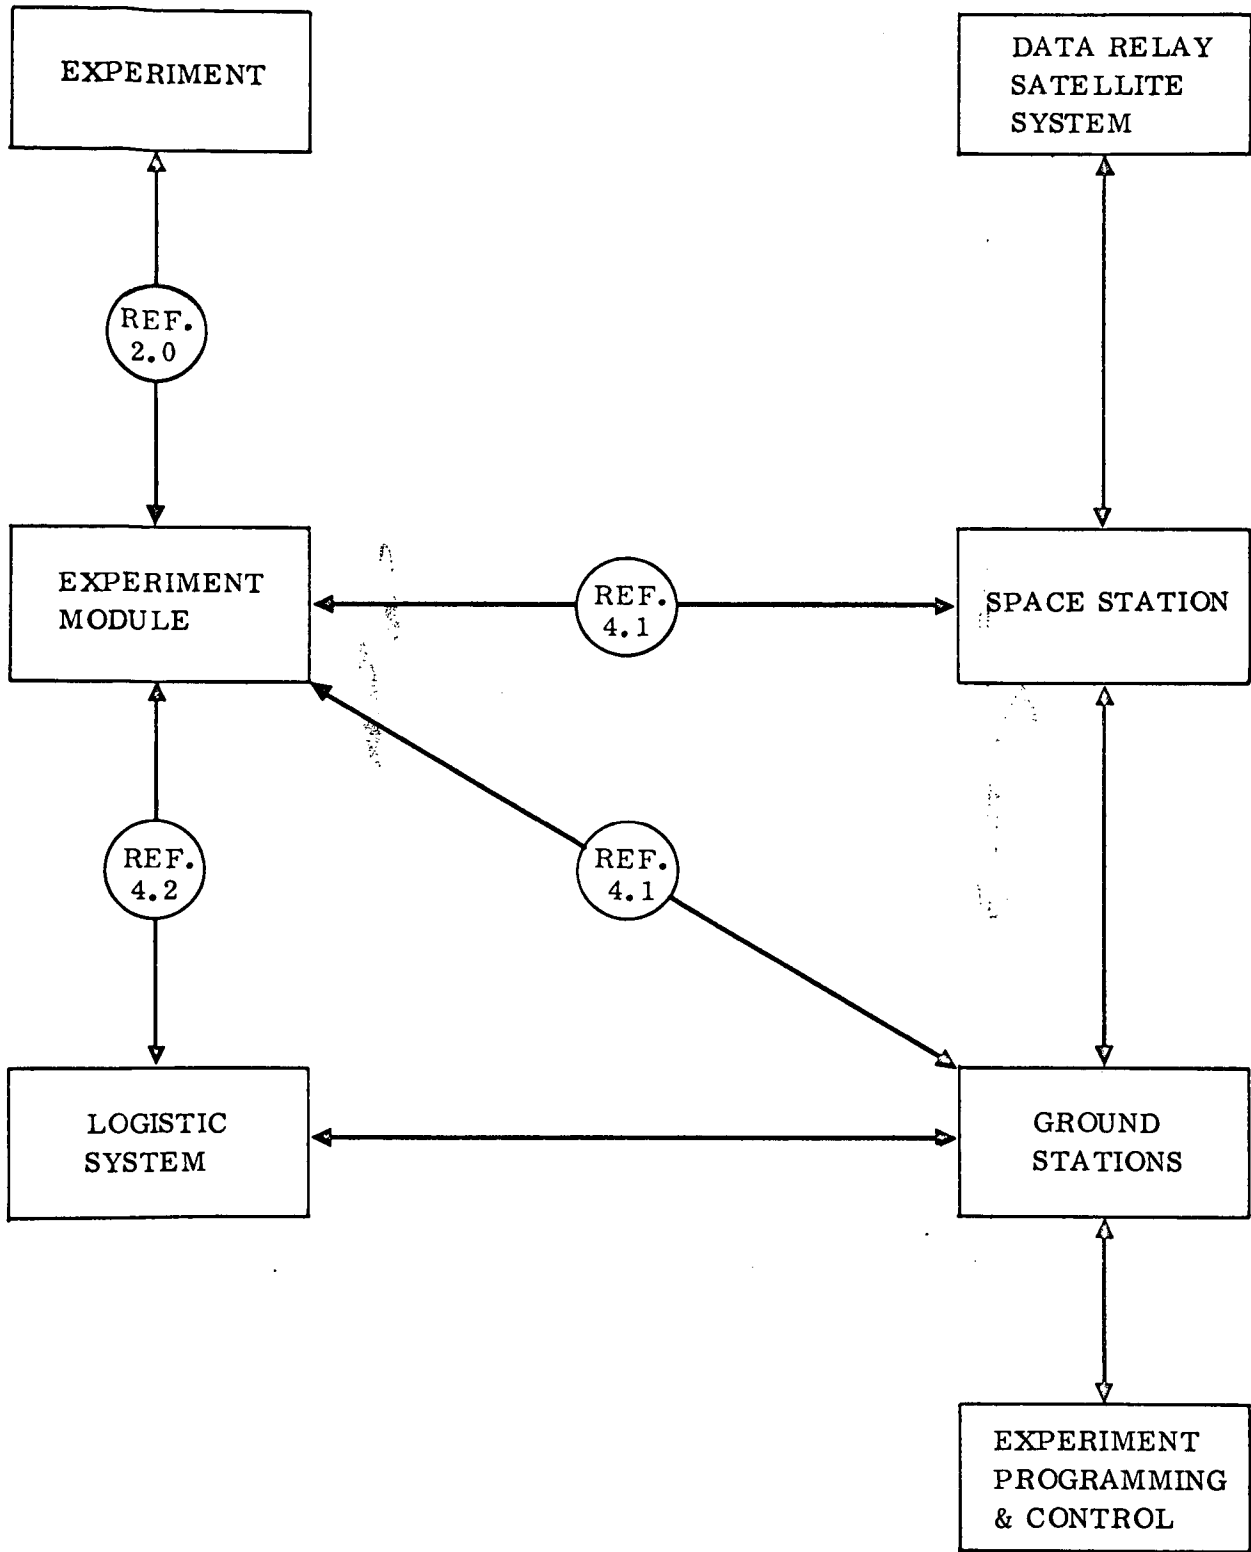 EXPERIMENT
DATA RELAY
SATELLITE
SYSTEM
REF.
2.0
EXPERIMENT
MODULE
REF.
4.1
SPACE STATION
REF.
4.2
REF.
4.1
LOGISTIC
SYSTEM
GROUND
STATIONS
EXPERIMENT
PROGRAMMING
& CONTROL